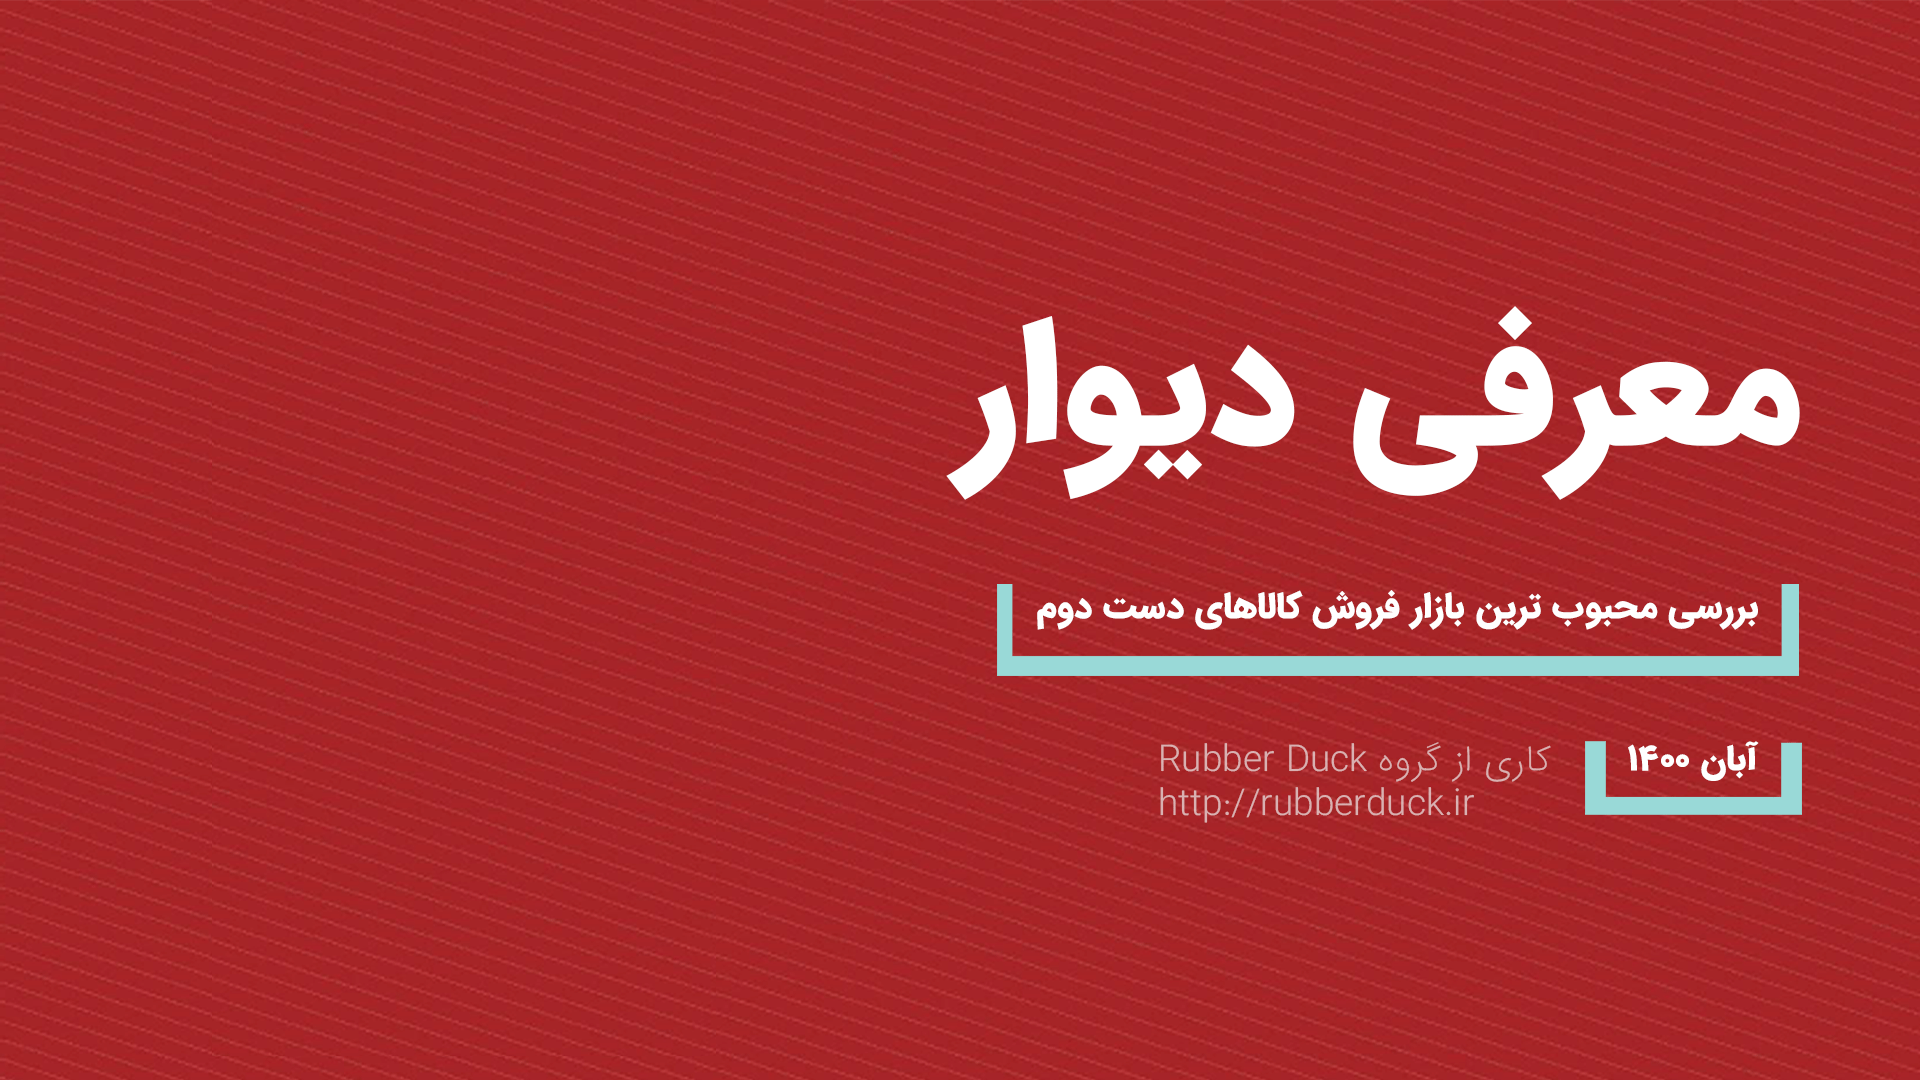 معرفی دیوار
بررسی محبوب ترین بازار فروش کالاهای دست دوم
آبان ۱۴۰۰
کاری از گروه Rubber Duck
http://rubberduck.ir